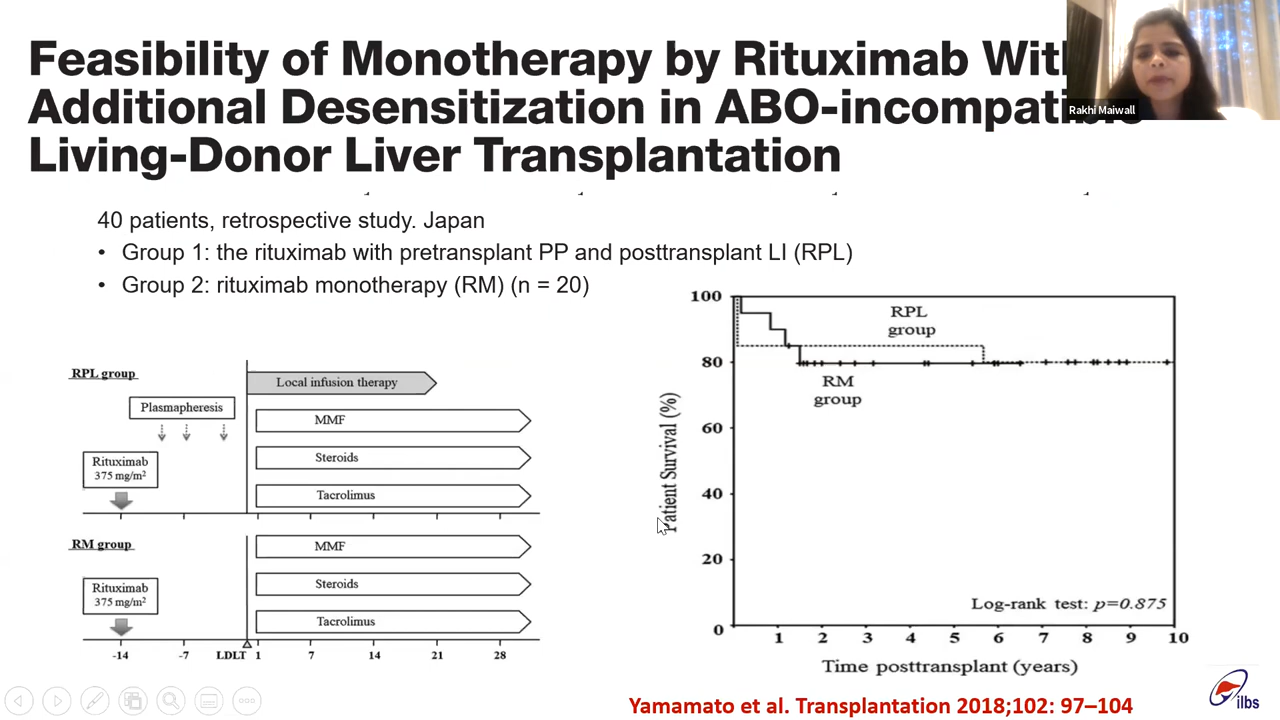 Feasibility of Monotherapy by Rituximab
Additional Desensitization in
Living-Donor Liver Transplantation
Rakhi Maiwall
40 patients, retrospective study. Japan
• Group 1: the rituximab with pretransplant PP and posttransplant LI (RPL)
• Group 2: rituximab monotherapy (RM) (n = 20)
RPL group
Local infusion therapy
Plasmapheresis
MMF
Rituximab
375 mg/m²
Steroids
Tacrolimus
RM group
MMF
Rituximab
375 mg/m²
Steroids
Tacrolimus
-14 -7 LDLT 1 7 14 21 28
100
80
60
40
20
0
Patient Survival (%)
RPL
group
RM
group
Log-rank test: p=0.875
1 2 3 4 5 6 7 8 9 10
Time posttransplant (years)
Yamamato et al. Transplantation 2018;102: 97–104
ilbs